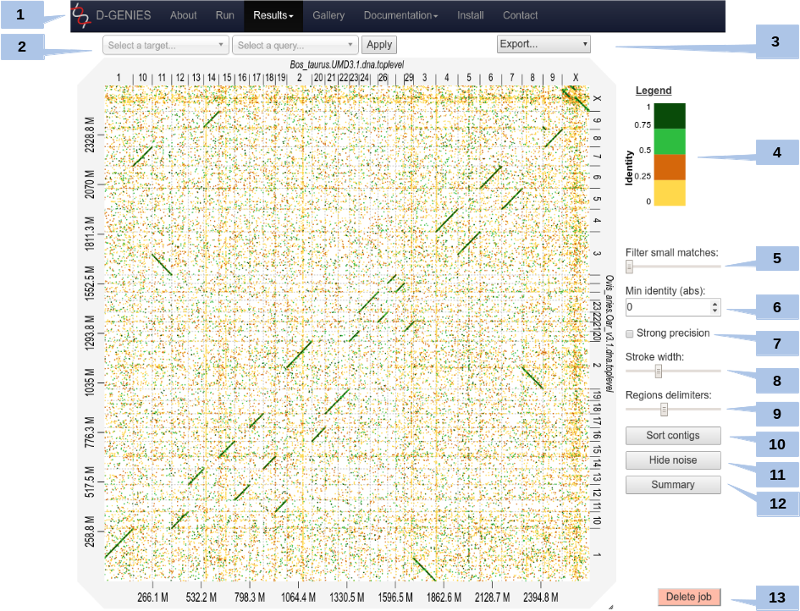 1
D-GENIES About Run Results Gallery Documentation Install Contact
2
Select a target... Select a query... Apply Export...
3
Bos_taurus.UMD3.1.dna.toplevel
1 10 11 12 13 14 15 16 17 18 19 2 20 21 22 23 24 26 29 3 4 5 6 7 8 9 X
X
9
8
7
6
5
4
3
23
22
21
20
2
19
18
17
16
15
14
13
12
11
10
1
Ovis_aries.Oar_v3.1.dna.toplevel
2328.8 M
2070 M
1811.3 M
1552.5 M
1293.8 M
1035 M
776.3 M
517.5 M
258.8 M
266.1 M 532.2 M 798.3 M 1064.4 M 1330.5 M 1596.5 M 1862.6 M 2128.7 M 2394.8 M
Legend
Identity
1
0.75
0.5
0.25
0
4
Filter small matches:
5
Min identity (abs):
0
6
Strong precision
7
Stroke width:
8
Regions delimiters:
9
Sort contigs
10
Hide noise
11
Summary
12
Delete job
13